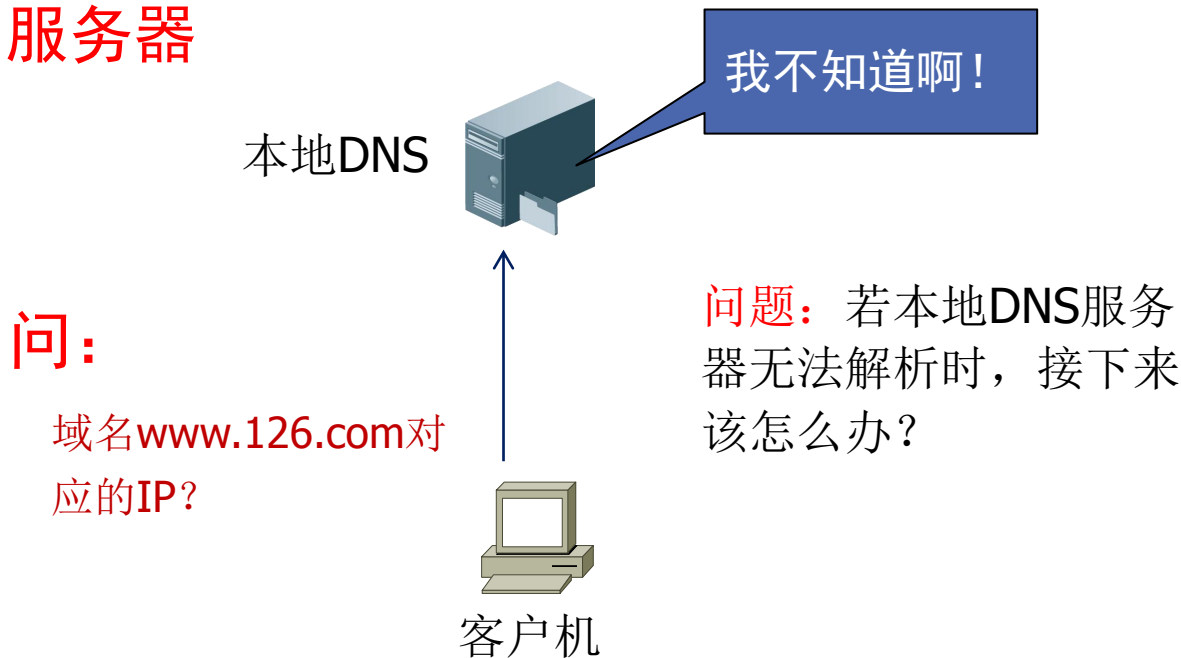 服务器
我不知道啊!
本地DNS
问：
域名www.126.com对
应的IP?
问题：若本地DNS服务
器无法解析时，接下来
该怎么办?
客户机